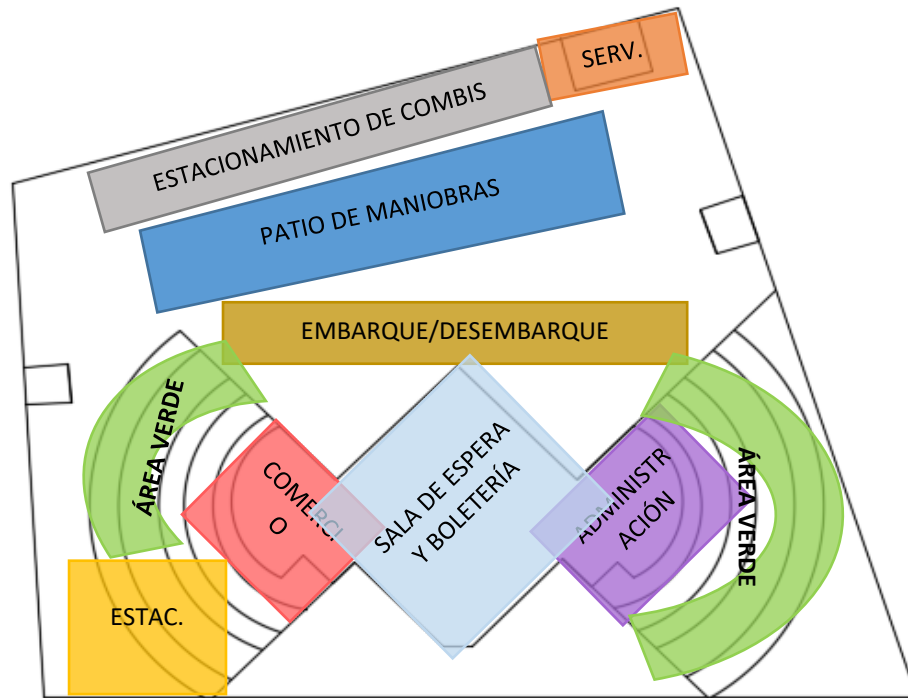 SERV.
ESTACIONAMIENTO DE COMBIS
PATIO DE MANIOBRAS
EMBARQUE/DESEMBARQUE
ÁREA VERDE
COMERCI
O
SALA DE ESPERA
Y BOLETERÍA
ADMINISTR
ACIÓN
ÁREA VERDE
ESTAC.